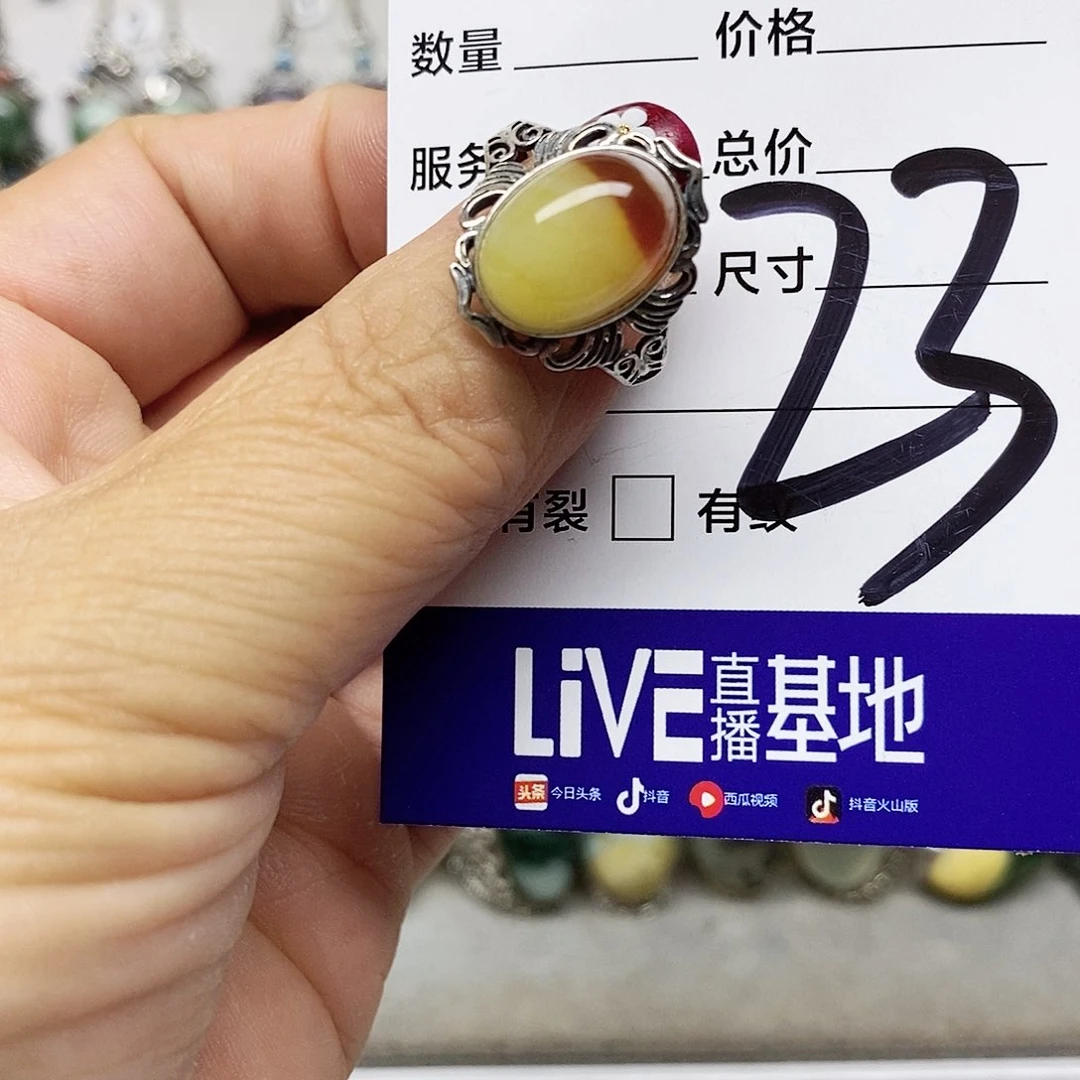 数量 价格
服务 总价
尺寸
23
有裂 有纹
LiVE直播基地
头条 今日头条 抖音 西瓜视频 抖音火山版